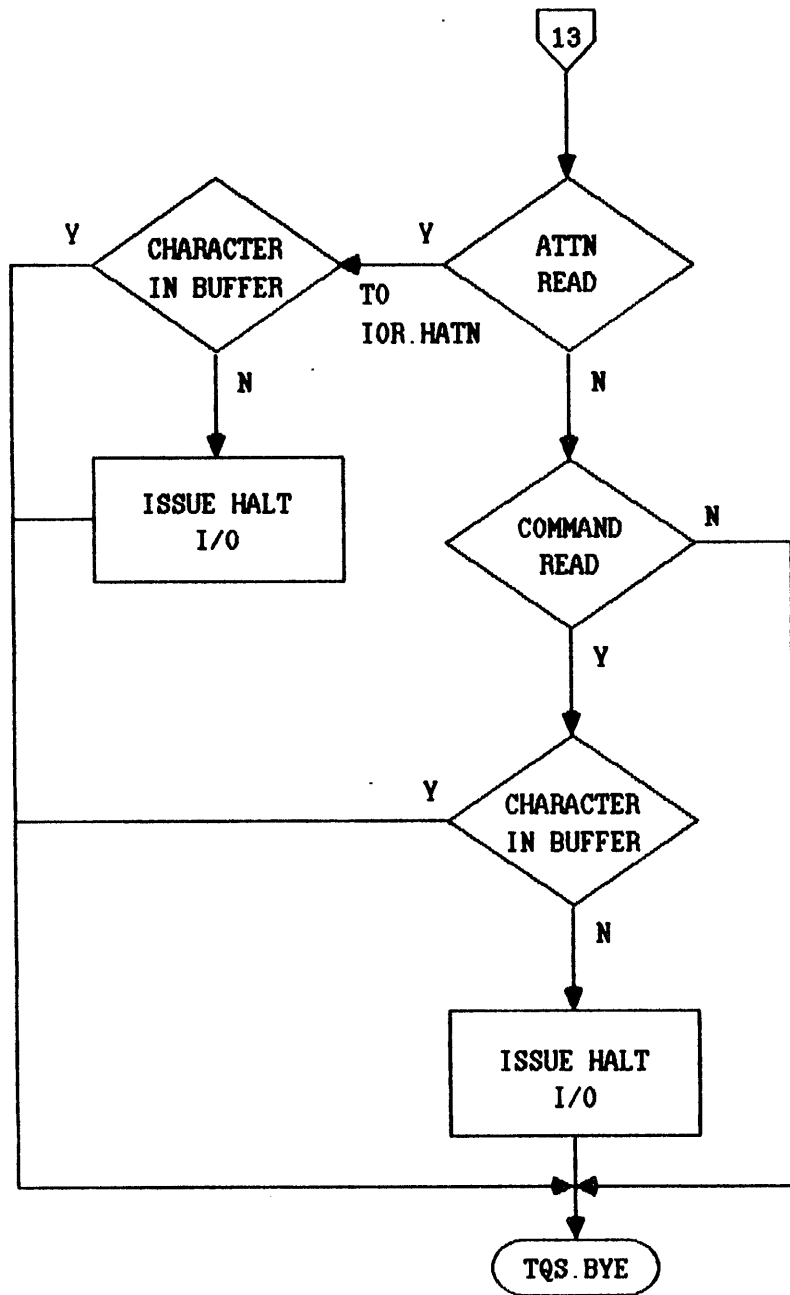 13
Y
CHARACTER
IN BUFFER
Y
TO
IOR.HATN
ATTN
READ
N
N
ISSUE HALT
I/O
COMMAND
READ
N
Y
Y
CHARACTER
IN BUFFER
N
ISSUE HALT
I/O
TQS.BYE